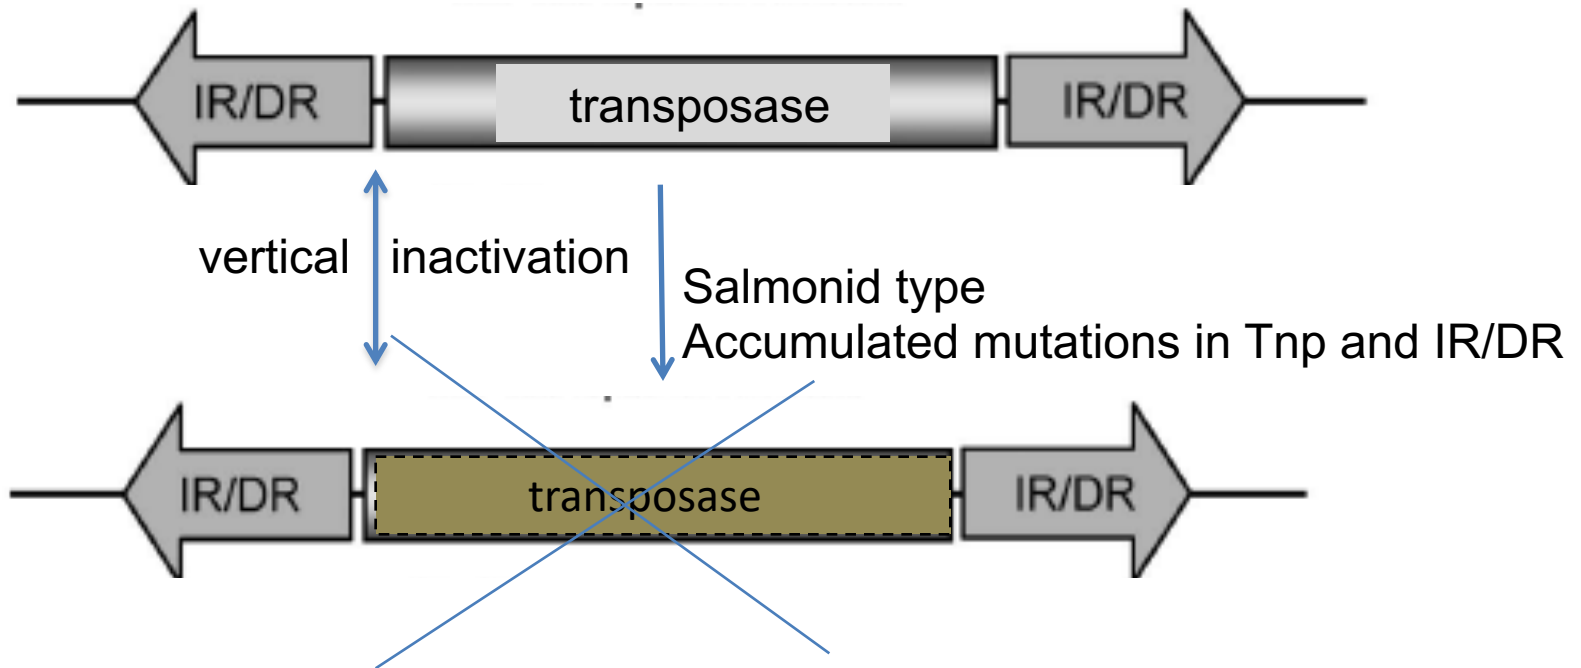 IR/DR transposase IR/DR
vertical inactivation
Salmonid type
Accumulated mutations in Tnp and IR/DR
IR/DR transposase IR/DR